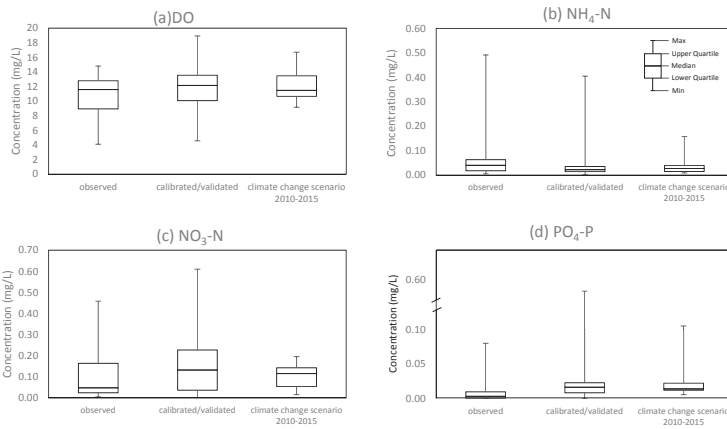 (a)DO
Concentration (mg/L)
20
18
16
14
12
10
8
6
4
2
0
observed
calibrated/validated
climate change scenario
2010-2015
(b) NH4-N
Concentration (mg/L)
0.60
0.50
0.40
0.30
0.20
0.10
0.00
Max
Upper Quartile
Median
Lower Quartile
Min
observed
calibrated/validated
climate change scenario
2010-2015
(c) NO3-N
Concentration (mg/L)
0.70
0.60
0.50
0.40
0.30
0.20
0.10
0.00
observed
calibrated/validated
climate change scenario
2010-2015
(d) PO4-P
Concentration (mg/L)
0.60
0.10
0.05
0.00
observed
calibrated/validated
climate change scenario
2010-2015